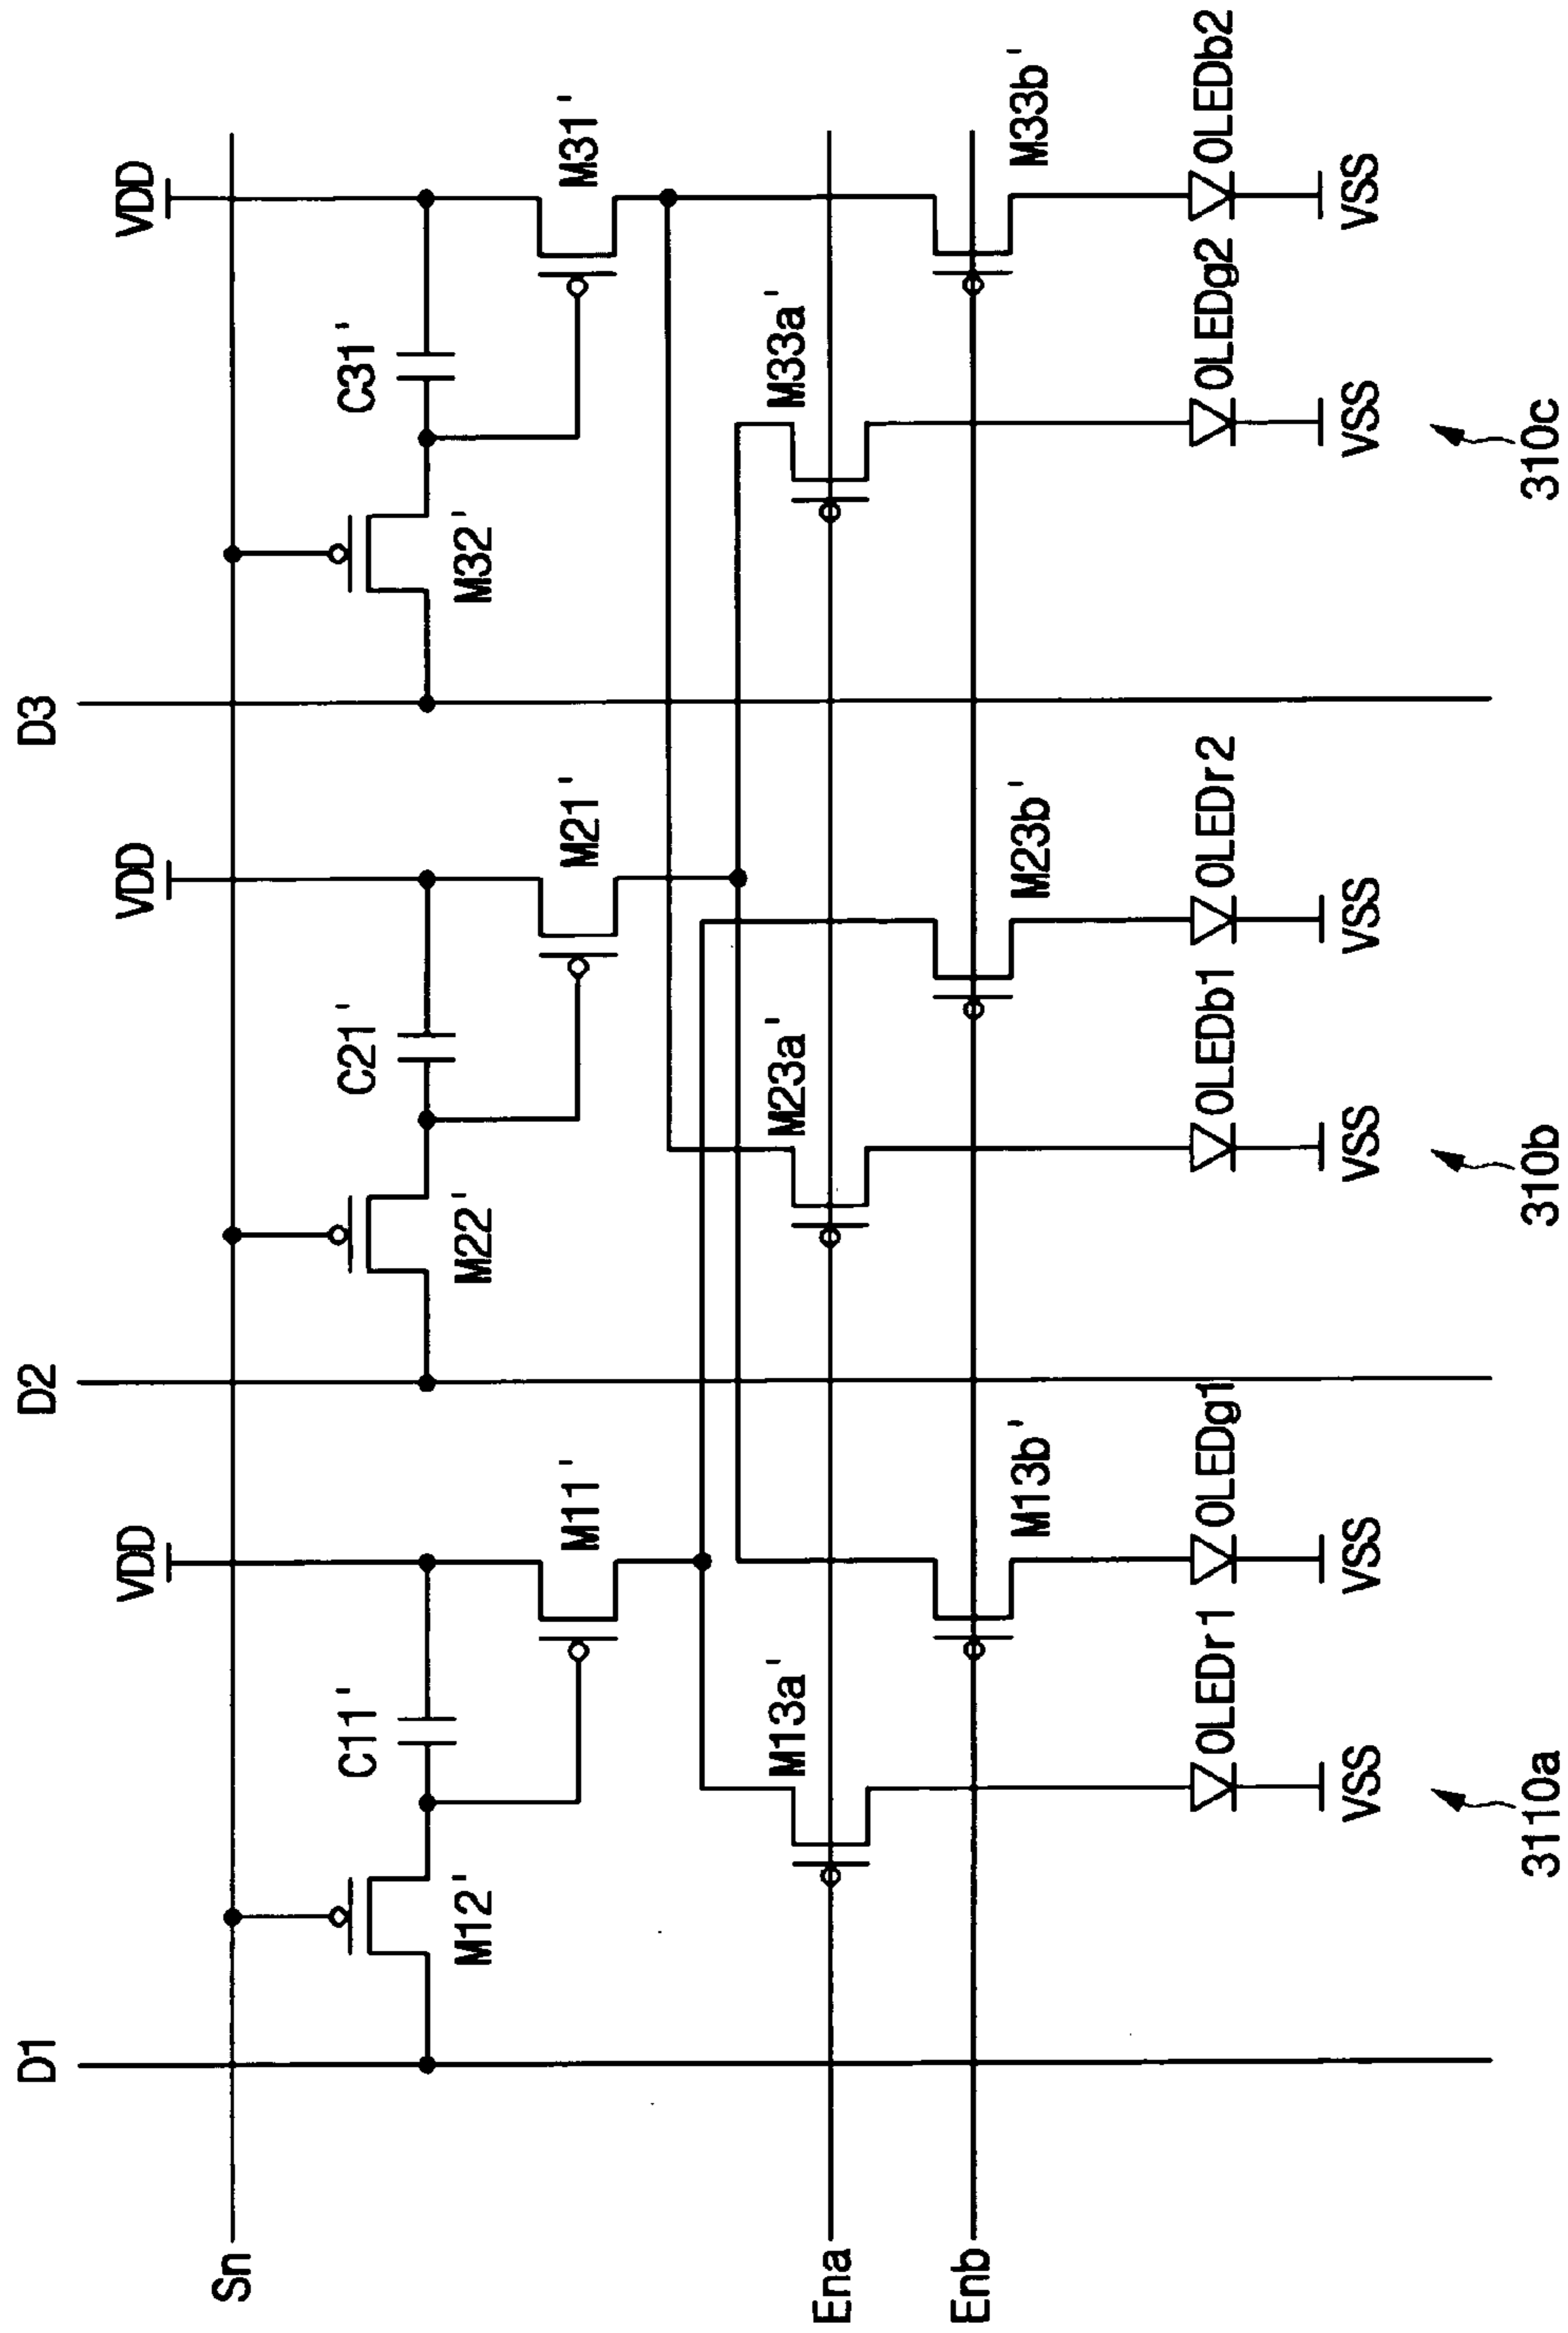 D1 D2 D3
VDD VDD VDD
Sn
C11' C21' C31'
M12' M22' M32'
M11' M21' M31'
M13a' M23a' M33a'
Ena
Enb
M13b' M23b' M33b'
OLEDr1 OLEDg1 OLEDb1 OLEDr2 OLEDg2 OLEDb2
VSS VSS VSS VSS VSS VSS
3110a 310b 310c